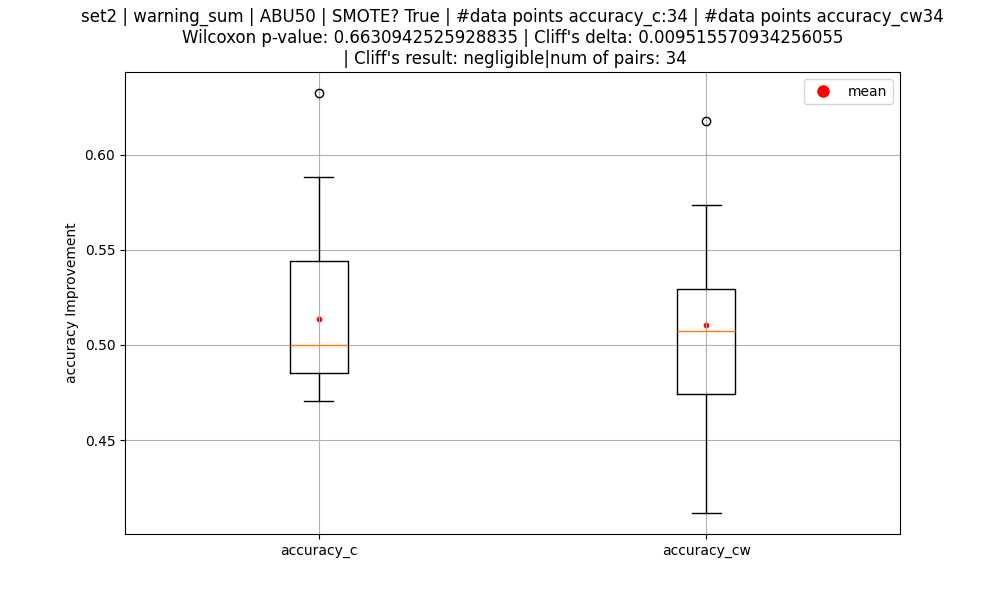 set2 | warning_sum | ABU50 | SMOTE? True | #data points accuracy_c:34 | #data points accuracy_cw34
Wilcoxon p-value: 0.6630942525928835 | Cliff's delta: 0.009515570934256055
| Cliff's result: negligible|num of pairs: 34
mean
0.60
0.55
0.50
0.45
accuracy Improvement
accuracy_c
accuracy_cw